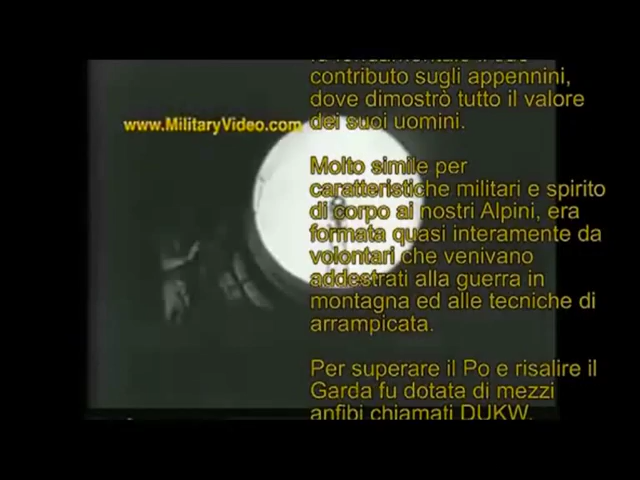 www.MilitaryVideo.com
contributo sugli appennini,
dove dimostrò tutto il valore
dei suoi uomini.
Molto simile per
caratteristiche militari e spirito
di corpo ai nostri Alpini, era
formata quasi interamente da
volontari che venivano
addestrati alla guerra in
montagna ed alle tecniche di
arrampicata.
Per superare il Po e risalire il
Garda fu dotata di mezzi
anfibi chiamati DUKW.